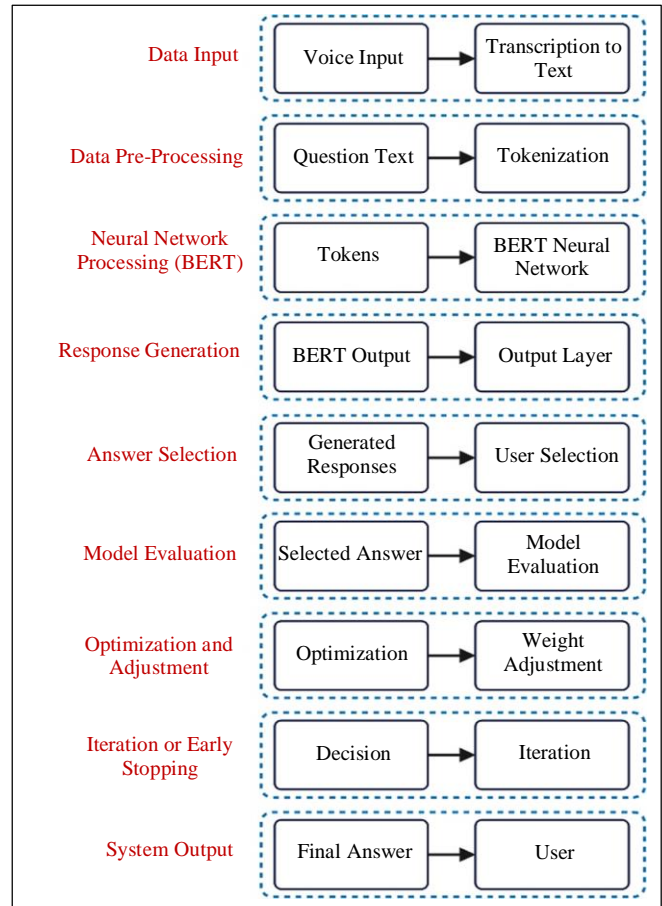 Data Input
Voice Input
Transcription to
Text
Data Pre-Processing
Question Text
Tokenization
Neural Network
Processing (BERT)
Tokens
BERT Neural
Network
Response Generation
BERT Output
Output Layer
Answer Selection
Generated
Responses
User Selection
Model Evaluation
Selected Answer
Model
Evaluation
Optimization and
Adjustment
Optimization
Weight
Adjustment
Iteration or Early
Stopping
Decision
Iteration
System Output
Final Answer
User